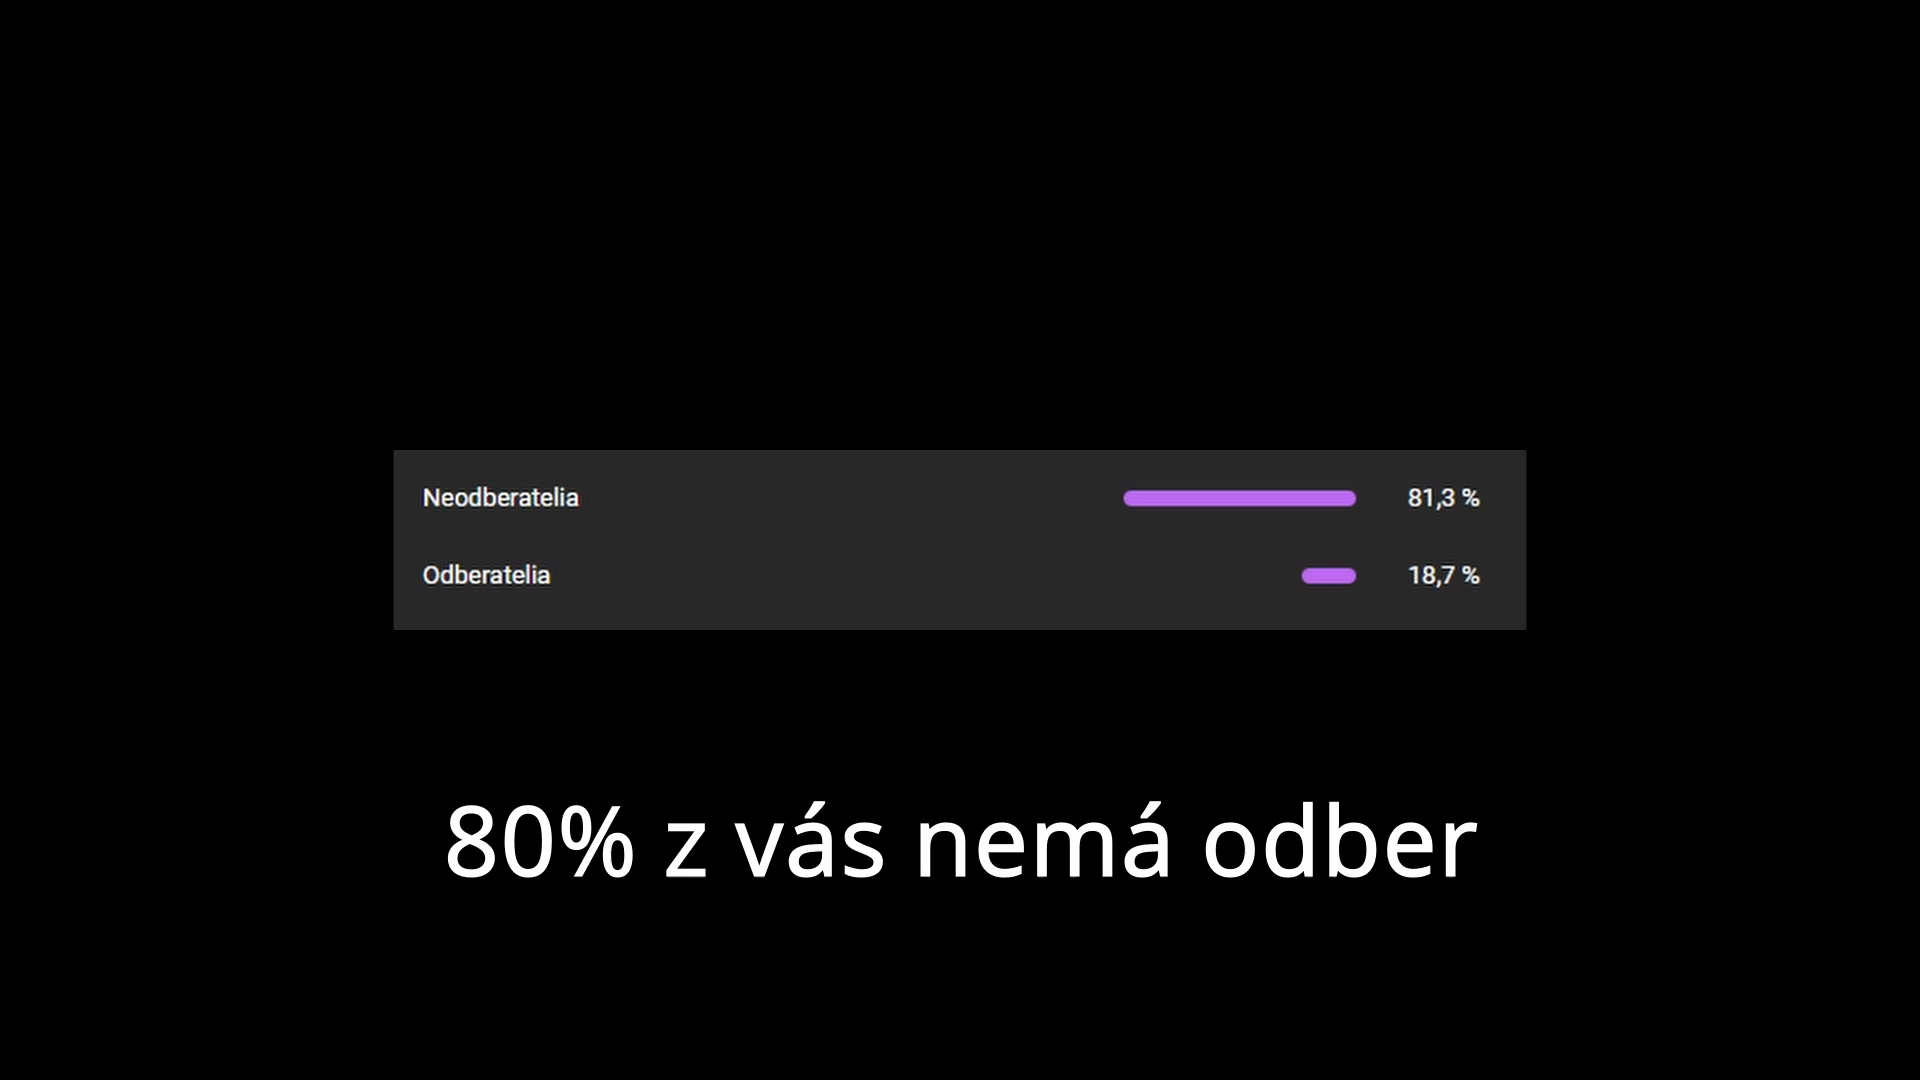 Neodberatelia 81,3 %
Odberatelia 18,7 %
80% z vás nemá odber